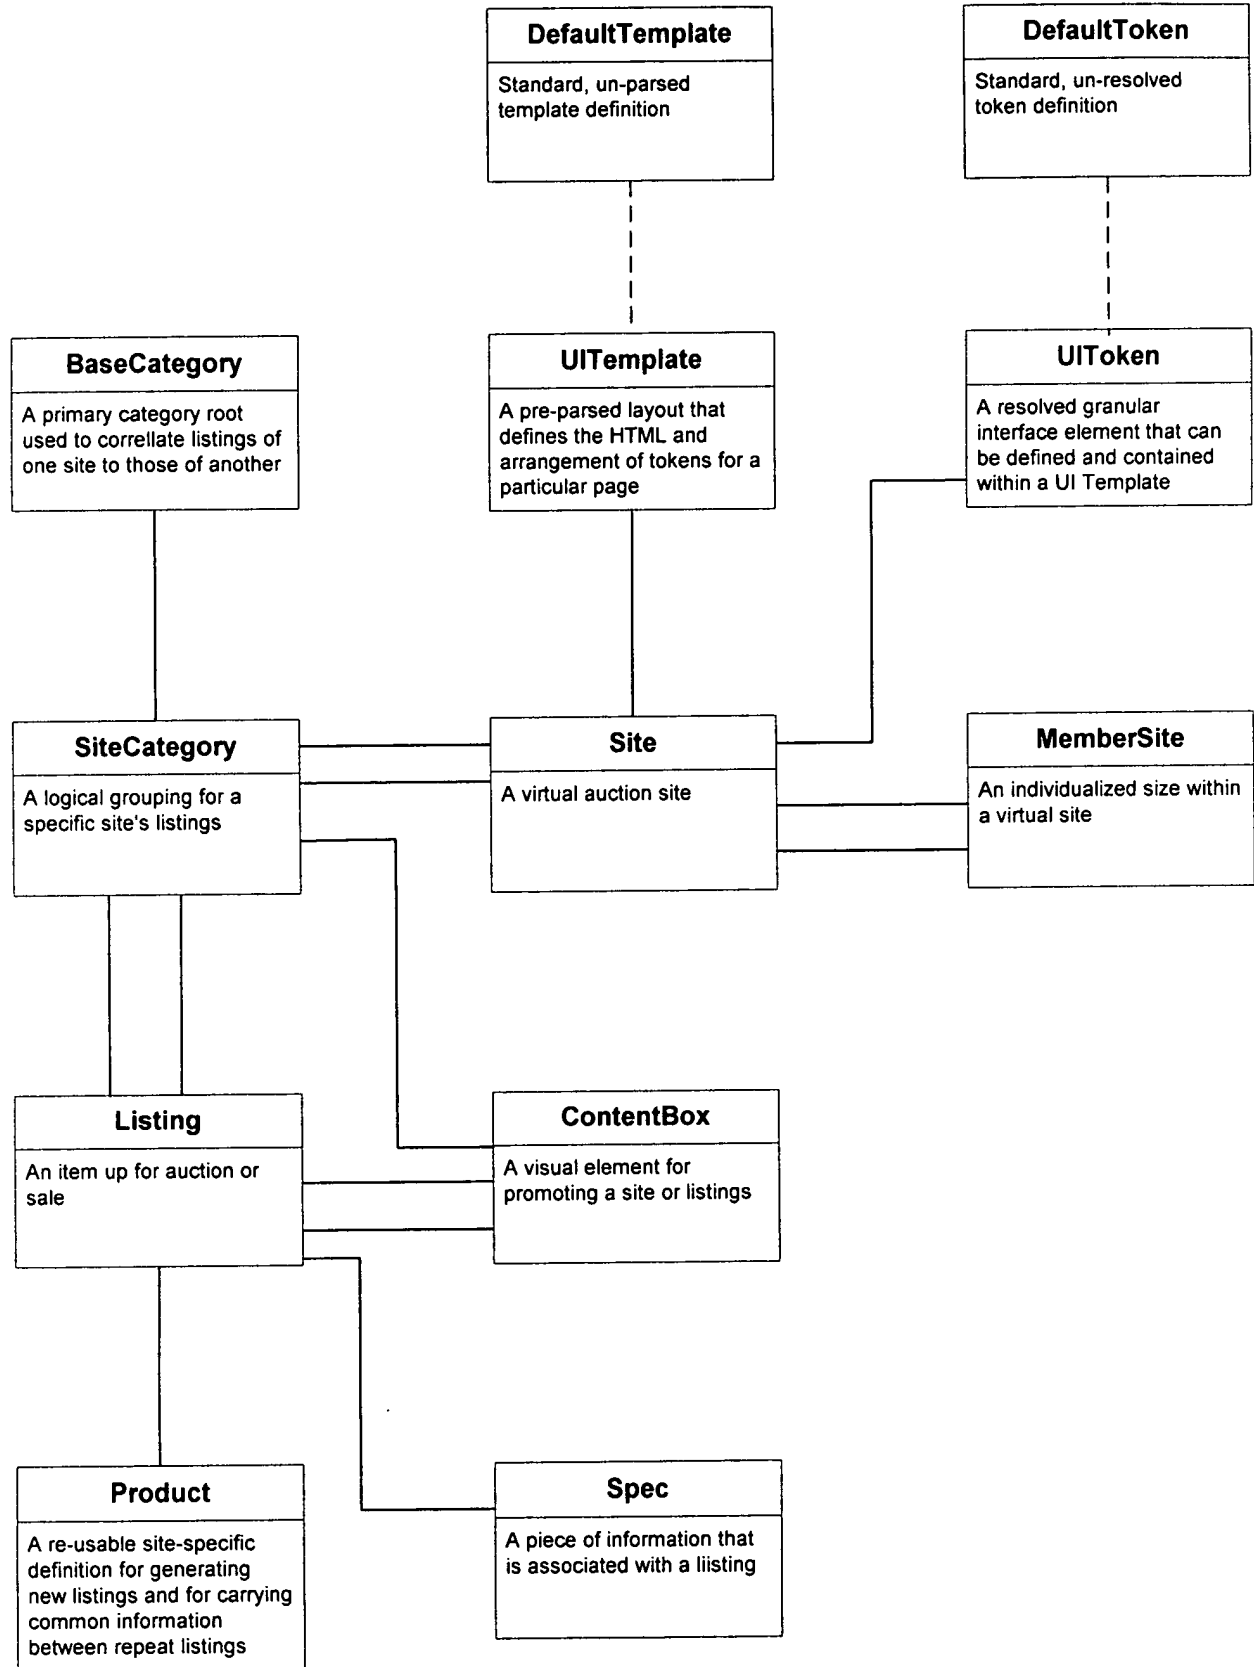 DefaultTemplate
Standard, un-parsed
template definition
DefaultToken
Standard, un-resolved
token definition
BaseCategory
A primary category root
used to correllate listings of
one site to those of another
UITemplate
A pre-parsed layout that
defines the HTML and
arrangement of tokens for a
particular page
UIToken
A resolved granular
interface element that can
be defined and contained
within a UI Template
SiteCategory
A logical grouping for a
specific site's listings
Site
A virtual auction site
MemberSite
An individualized size within
a virtual site
Listing
An item up for auction or
sale
ContentBox
A visual element for
promoting a site or listings
Product
A re-usable site-specific
definition for generating
new listings and for carrying
common information
between repeat listings
Spec
A piece of information that
is associated with a liisting